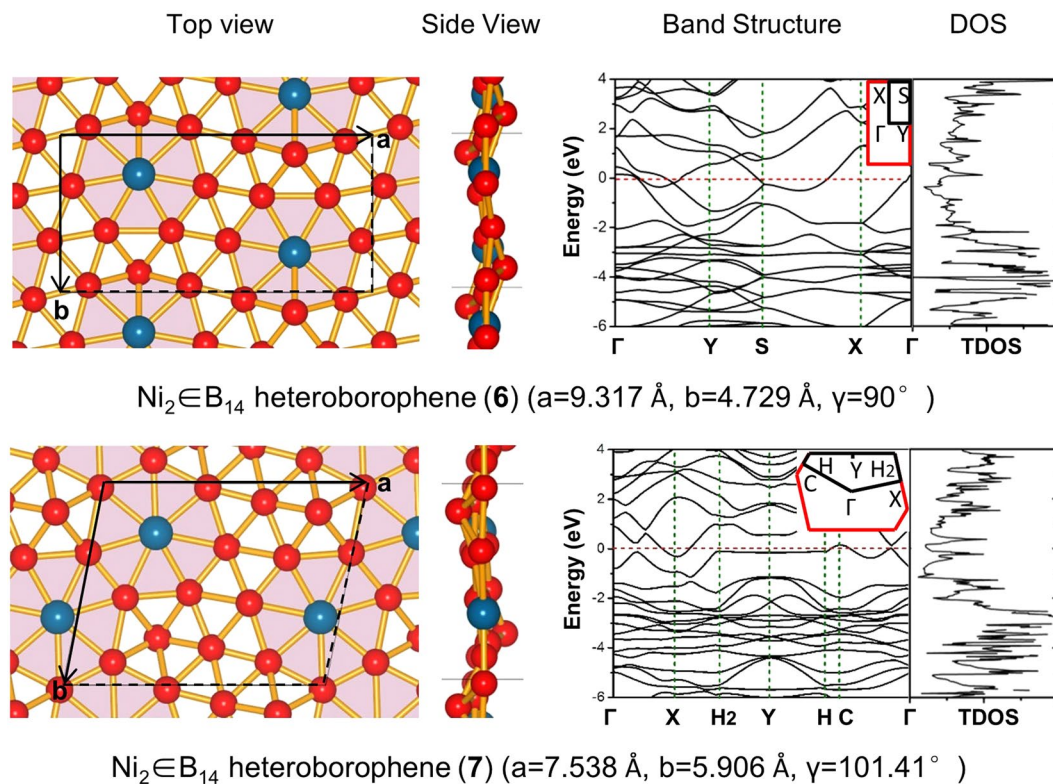 Top view Side View Band Structure DOS
a
b
Energy (eV)
4
2
0
-2
-4
-6
X S
Γ Y
Γ Y S X Γ TDOS
Ni₂∈B₁₄ heteroborophene (6) (a=9.317 Å, b=4.729 Å, γ=90° )
a
b
Energy (eV)
4
2
0
-2
-4
-6
H Y H2
C X
Γ
Γ X H2 Y H C Γ TDOS
Ni₂∈B₁₄ heteroborophene (7) (a=7.538 Å, b=5.906 Å, γ=101.41° )